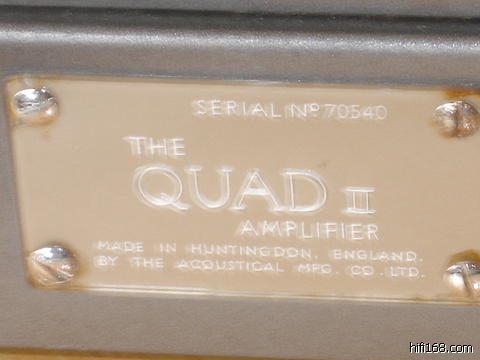 SERIAL Nº 70540
THE
QUAD II
AMPLIFIER
MADE IN HUNTINGDON, ENGLAND.
BY THE ACOUSTICAL MFG. CO. LTD.
hifi168.com